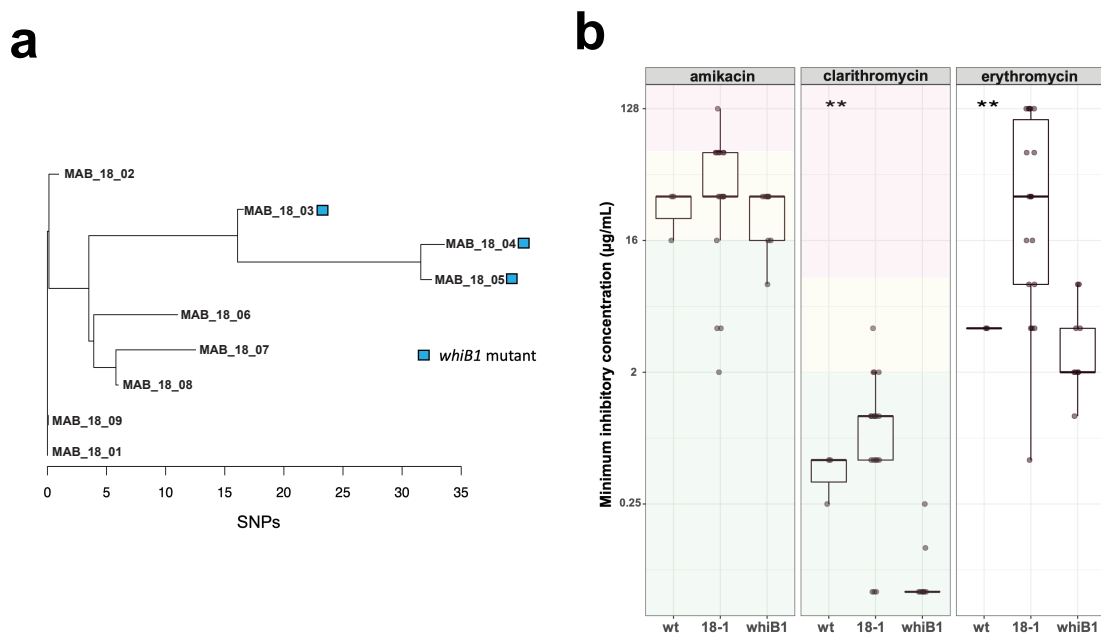 a
MAB_18_02
MAB_18_03
MAB_18_04
MAB_18_05
MAB_18_06
MAB_18_07
MAB_18_08
MAB_18_09
MAB_18_01
whiB1 mutant
0 5 10 15 20 25 30 35
SNPs
b
amikacin clarithromycin erythromycin
** **
Minimum inhibitory concentration (µg/mL)
128
16
2
0.25
wt 18-1 whiB1 wt 18-1 whiB1 wt 18-1 whiB1